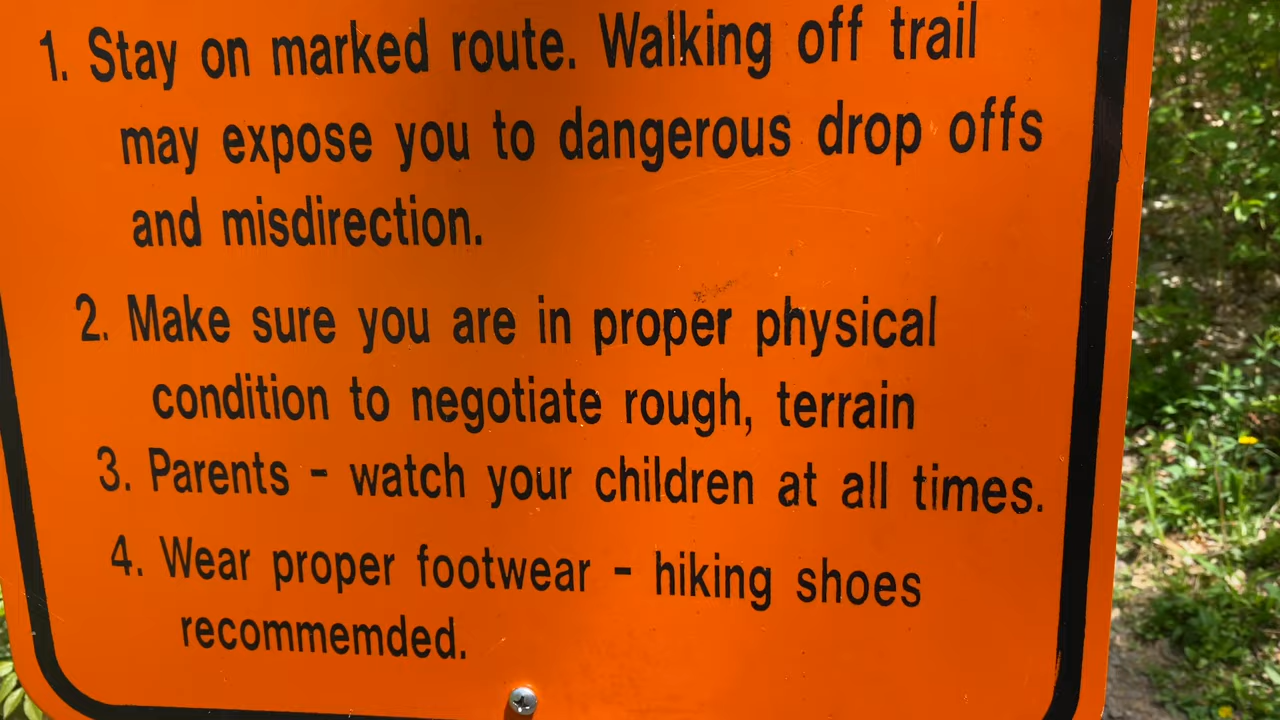 1. Stay on marked route. Walking off trail
may expose you to dangerous drop offs
and misdirection.
2. Make sure you are in proper physical
condition to negotiate rough, terrain
3. Parents - watch your children at all times.
4. Wear proper footwear - hiking shoes
recommemded.